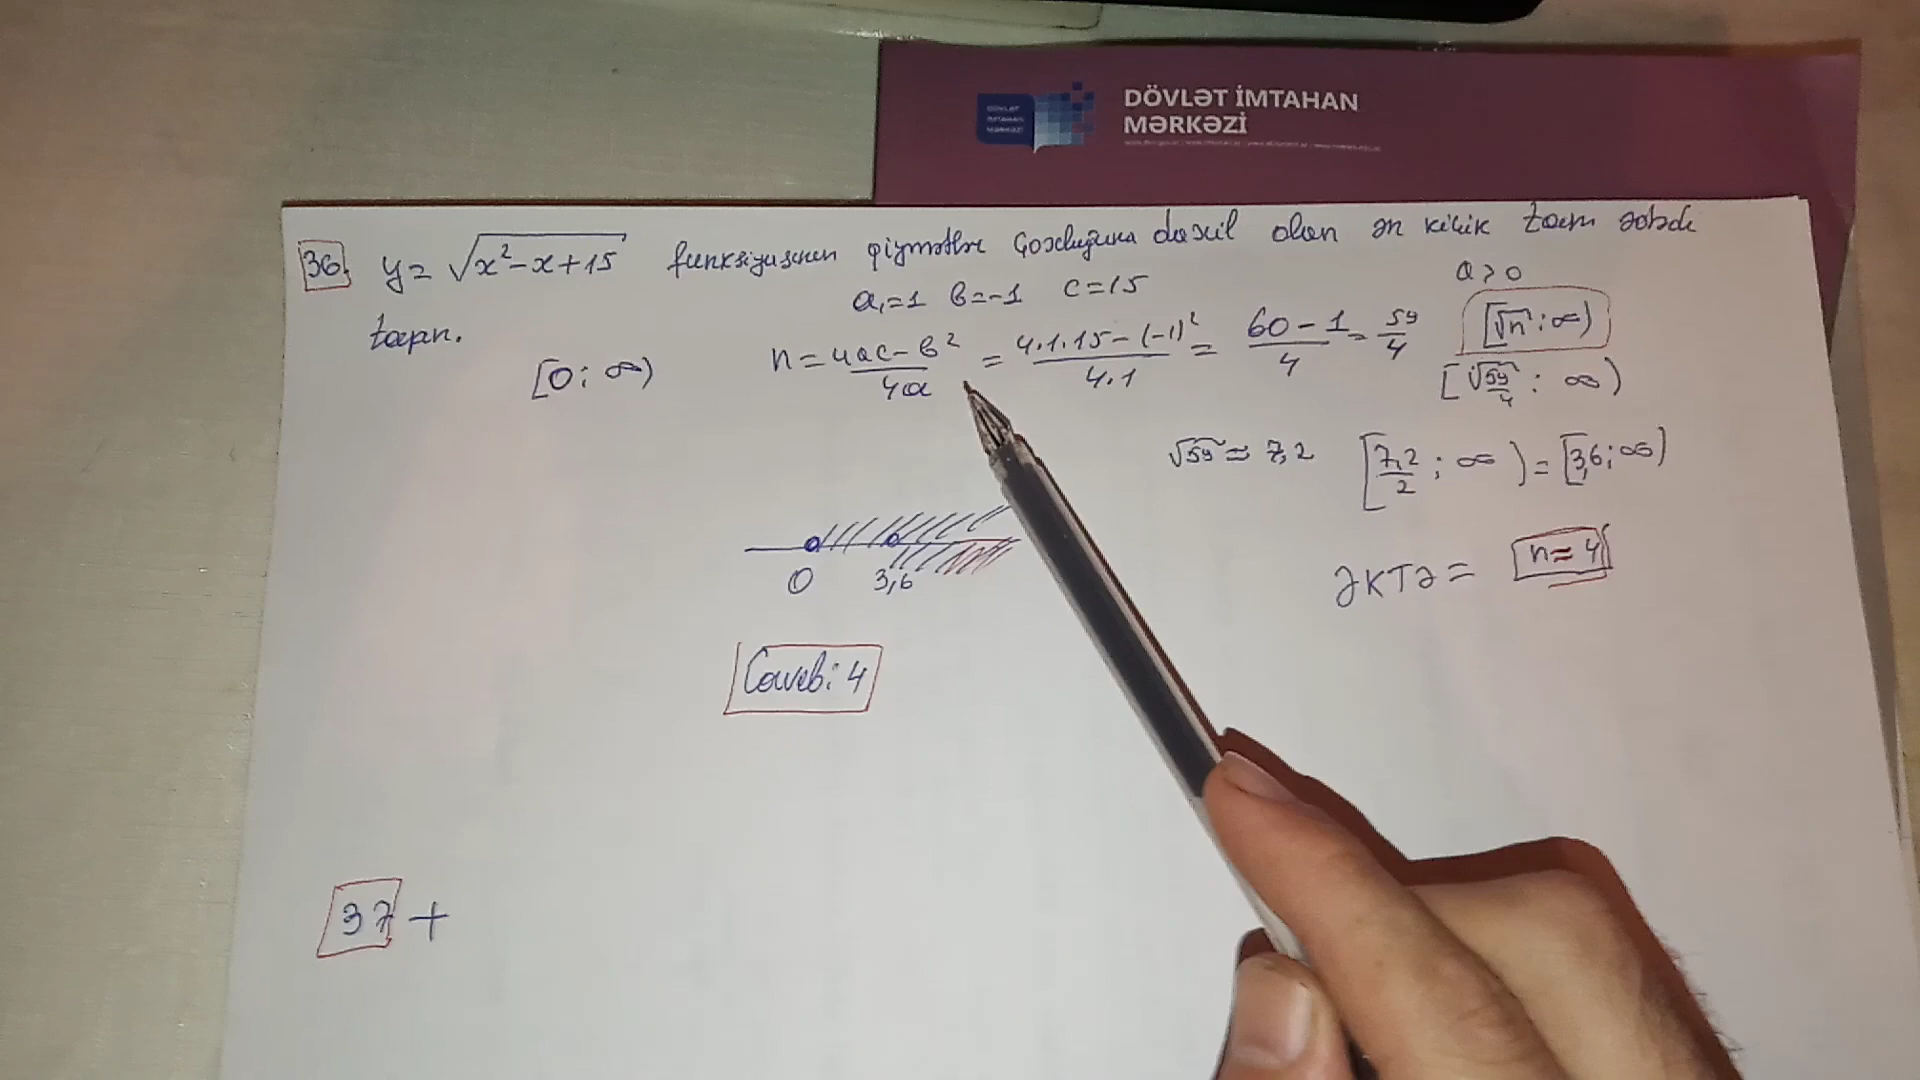 DÖVLƏT İMTAHAN
MƏRKƏZİ
36) y = √x²-x+15 funksiyasının qiymətlər çoxluğuna daxil olan ən kiçik tam ədədi
tapın.
a=1 b=-1 c=15
a>0
[0; ∞)
n = 4ac-b²/4a = 4·1·15-(-1)²/4·1 = 60-1/4 = 59/4
[√n; ∞)
[√59/4 ; ∞)
√59 ≈ 7,2 [7,2/2 ; ∞) = [3,6; ∞)
0 3,6
ƏKTƏ = n=4
Cavab: 4
37 +